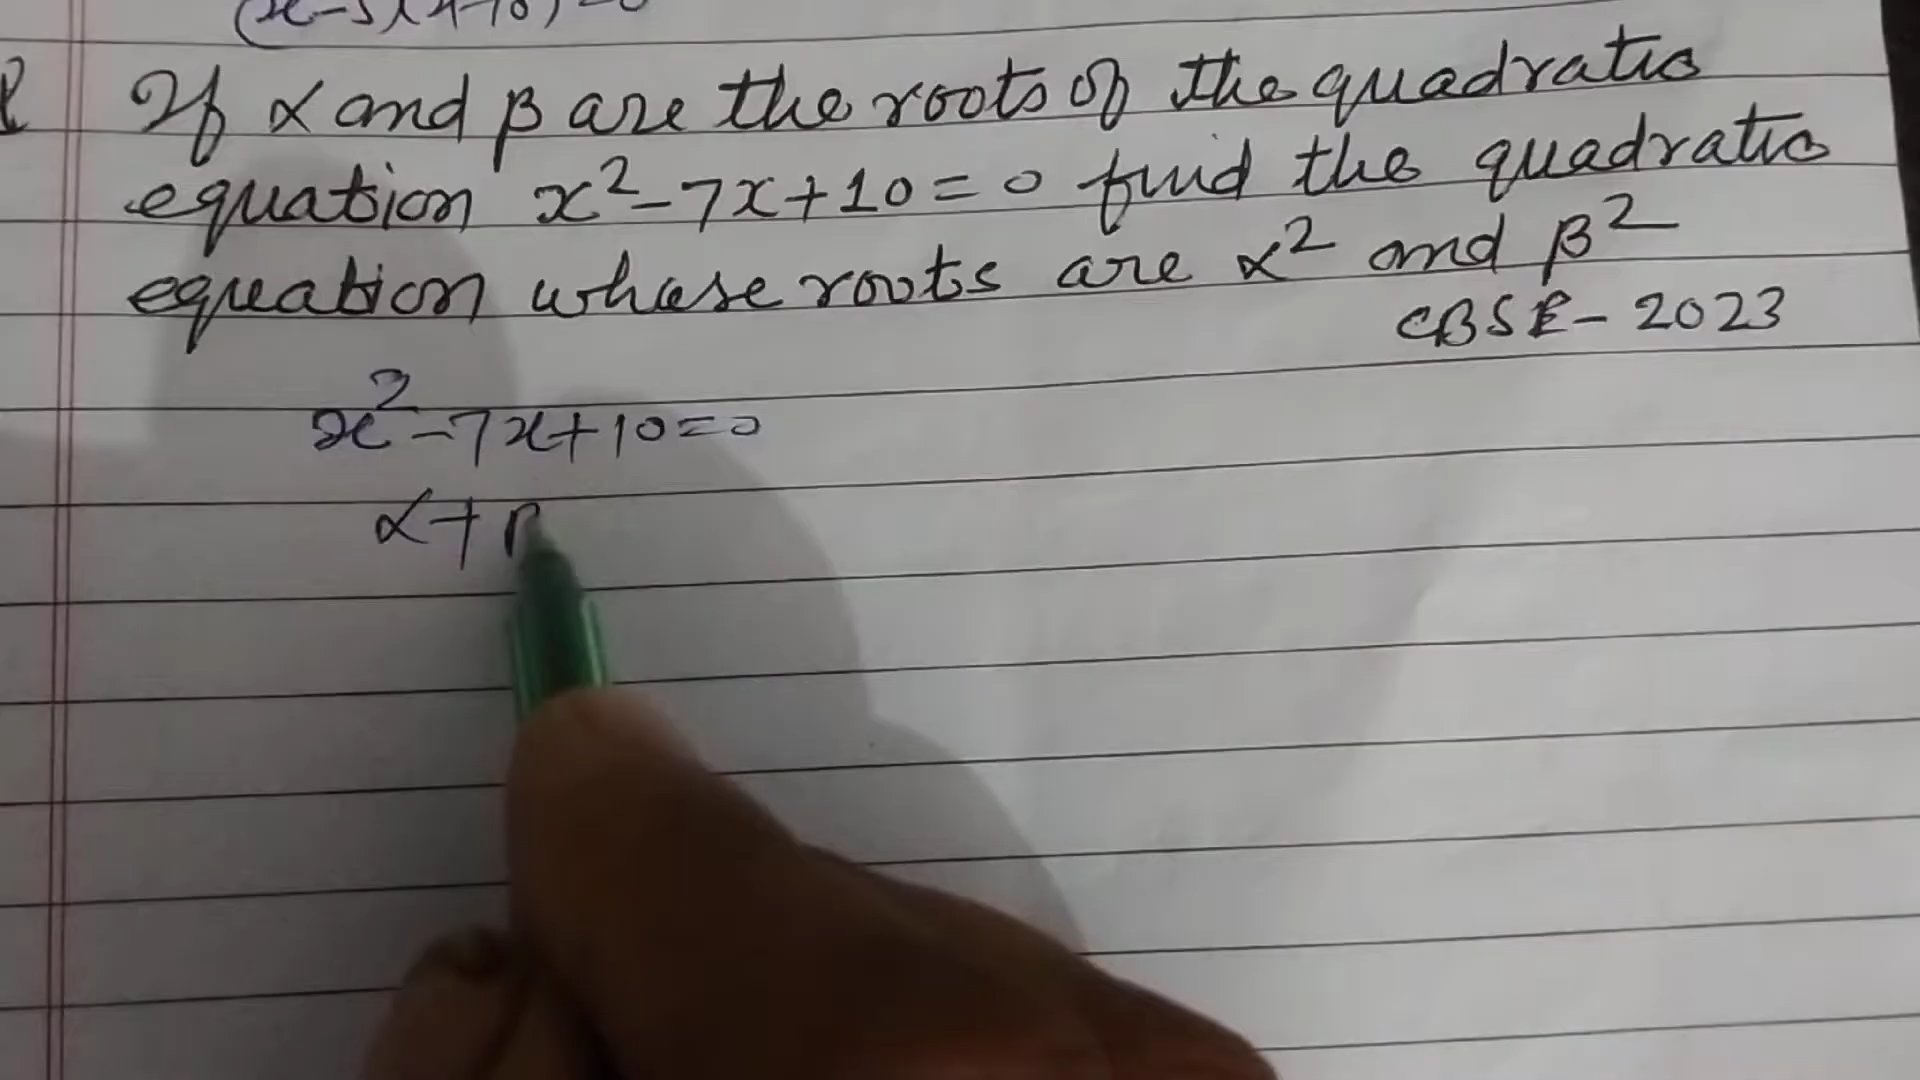 If α and β are the roots of the quadratic
equation x²-7x+10=0 find the quadratic
equation whose roots are α² and β²
CBSE-2023
x²-7x+10=0
α+